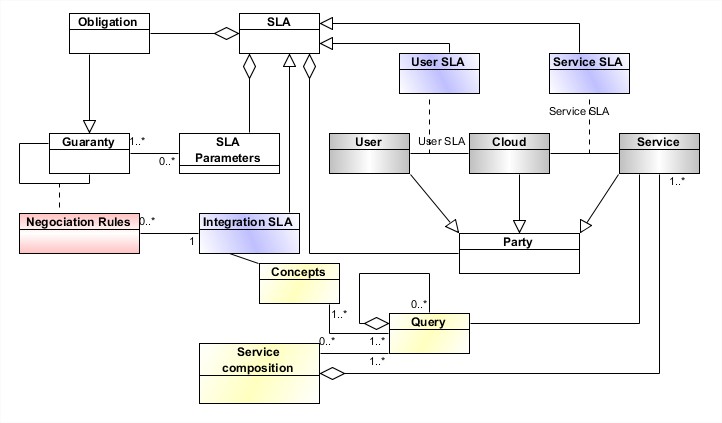 Obligation
SLA
User SLA
Service SLA
Service SLA
Guaranty
1..*
0..*
SLA
Parameters
User
User SLA
Cloud
Service
1..*
Negociation Rules
0..*
1
Integration SLA
Party
Concepts
1..*
0..*
Query
0..*
1..*
1..*
Service
composition